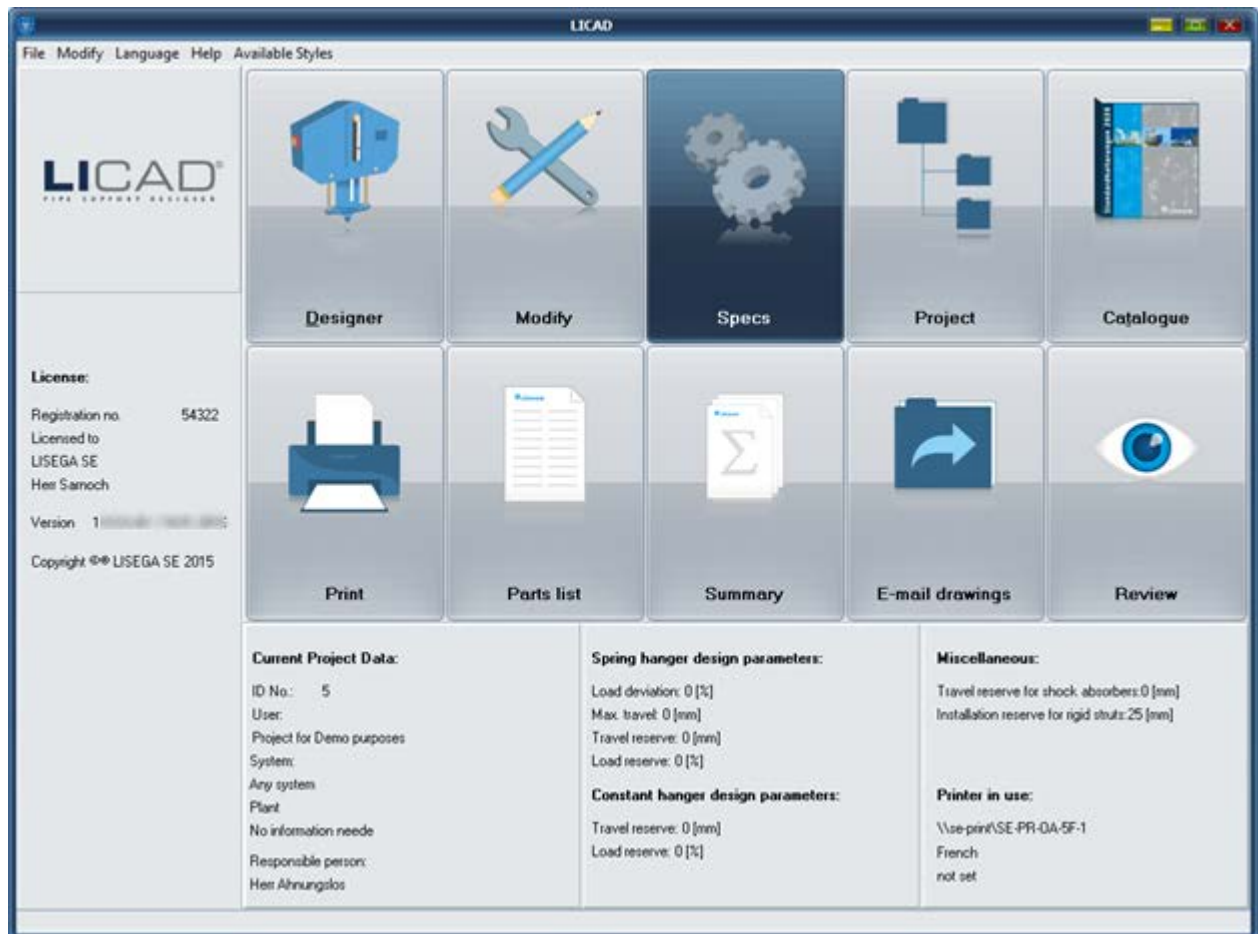 LICAD
File Modify Language Help Available Styles
LICAD®
PIPE SUPPORT DESIGNER
Designer
Modify
Specs
Project
Catalogue
Print
Parts list
Summary
E-mail drawings
Review
License:
Registration no. 54322
Licensed to
LISEGA SE
Herr Sarnoch
Version 1
Copyright ©® LISEGA SE 2015
Current Project Data:
ID No.: 5
User:
Project for Demo purposes
System:
Any system
Plant
No information neede
Responsible person:
Herr Ahnungslos
Spring hanger design parameters:
Load deviation: 0 [%]
Max. travel: 0 [mm]
Travel reserve: 0 [mm]
Load reserve: 0 [%]
Constant hanger design parameters:
Travel reserve: 0 [mm]
Load reserve: 0 [%]
Miscellaneous:
Travel reserve for shock absorbers:0 [mm]
Installation reserve for rigid struts:25 [mm]
Printer in use:
\\se-print\SE-PR-OA-5F-1
French
not set